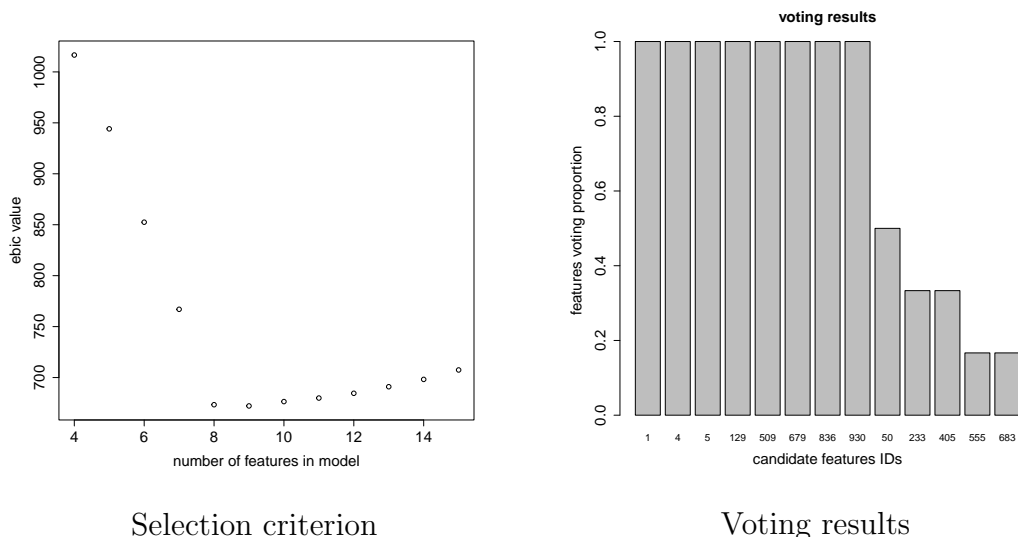 ebic value
1000
950
900
850
800
750
700
4 6 8 10 12 14
number of features in model
Selection criterion
voting results
features voting proportion
1.0
0.8
0.6
0.4
0.2
0.0
1 4 5 129 509 679 836 930 50 233 405 555 683
candidate features IDs
Voting results